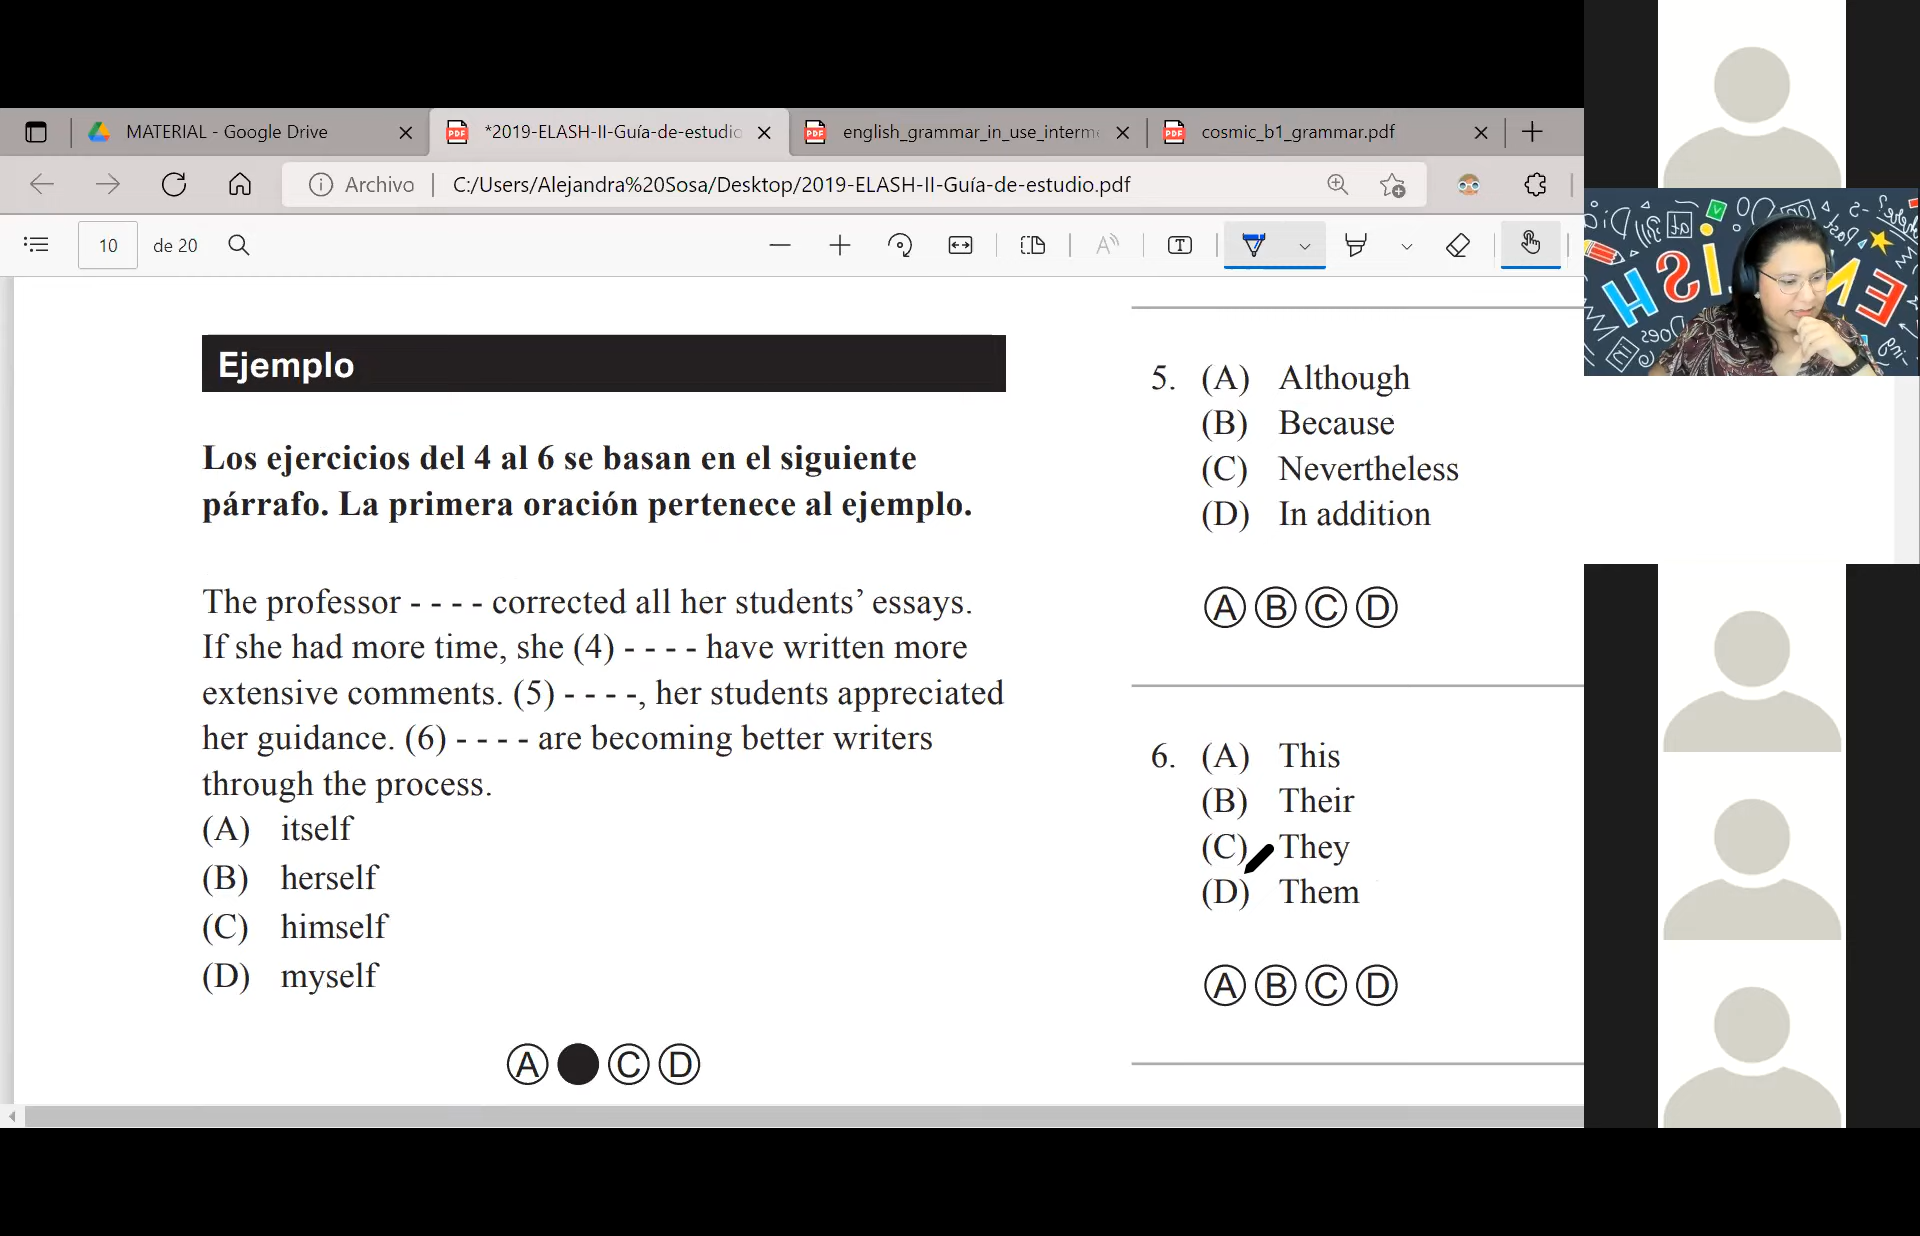 MATERIAL - Google Drive
*2019-ELASH-II-Guía-de-estudio
english_grammar_in_use_interme
cosmic_b1_grammar.pdf
Archivo
C:/Users/Alejandra%20Sosa/Desktop/2019-ELASH-II-Guía-de-estudio.pdf
10 de 20
Ejemplo
Los ejercicios del 4 al 6 se basan en el siguiente
párrafo. La primera oración pertenece al ejemplo.
The professor - - - - corrected all her students’ essays.
If she had more time, she (4) - - - - have written more
extensive comments. (5) - - - -, her students appreciated
her guidance. (6) - - - - are becoming better writers
through the process.
(A) itself
(B) herself
(C) himself
(D) myself
A C D
5. (A) Although
(B) Because
(C) Nevertheless
(D) In addition
A B C D
6. (A) This
(B) Their
(C) They
(D) Them
A B C D
ENGLISH